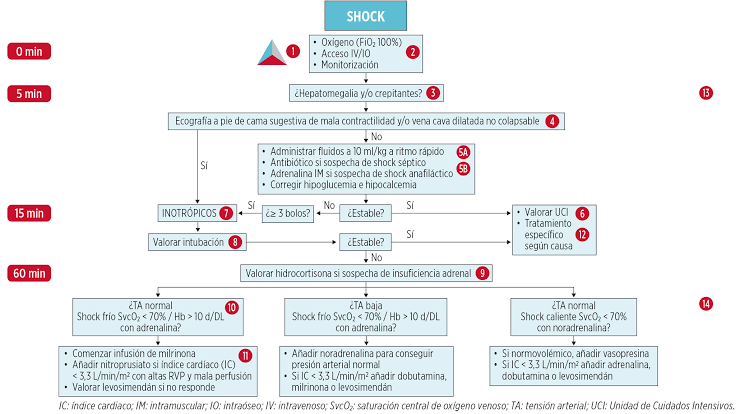 SHOCK
0 min
1
• Oxígeno (FiO₂ 100%)
• Acceso IV/IO
• Monitorización
2
5 min
¿Hepatomegalia y/o crepitantes?
3
13
Ecografía a pie de cama sugestiva de mala contractilidad y/o vena cava dilatada no colapsable
4
No
Sí
• Administrar fluidos a 10 ml/kg a ritmo rápido
5A
• Antibiótico si sospecha de shock séptico
• Adrenalina IM si sospecha de shock anafiláctico
5B
• Corregir hipoglucemia e hipocalcemia
15 min
INOTRÓPICOS
7
Sí
¿≥ 3 bolos?
No
¿Estable?
Sí
• Valorar UCI
6
• Tratamiento
específico
12
según causa
Valorar intubación
8
¿Estable?
Sí
No
60 min
Valorar hidrocortisona si sospecha de insuficiencia adrenal
9
¿TA normal
10
Shock frío SvcO₂ < 70% / Hb > 10 d/DL
con adrenalina?
¿TA baja
Shock frío SvcO₂ < 70% / Hb > 10 d/DL
con adrenalina?
¿TA normal
Shock caliente SvcO₂ < 70%
con noradrenalina?
14
• Comenzar infusión de milrinona
11
• Añadir nitroprusiato si índice cardíaco (IC)
< 3,3 L/min/m² con altas RVP y mala perfusión
• Valorar levosimendán si no responde
• Añadir noradrenalina para conseguir
presión arterial normal
• Si IC < 3,3 L/min/m² añadir dobutamina,
milrinona o levosimendán
• Si normovolémico, añadir vasopresina
• Si IC < 3,3 L/min/m² añadir adrenalina,
dobutamina o levosimendán
IC: índice cardiaco; IM: intramuscular; IO: intraóseo; IV: intravenoso; SvcO₂: saturación central de oxígeno venoso; TA: tensión arterial; UCI: Unidad de Cuidados Intensivos.